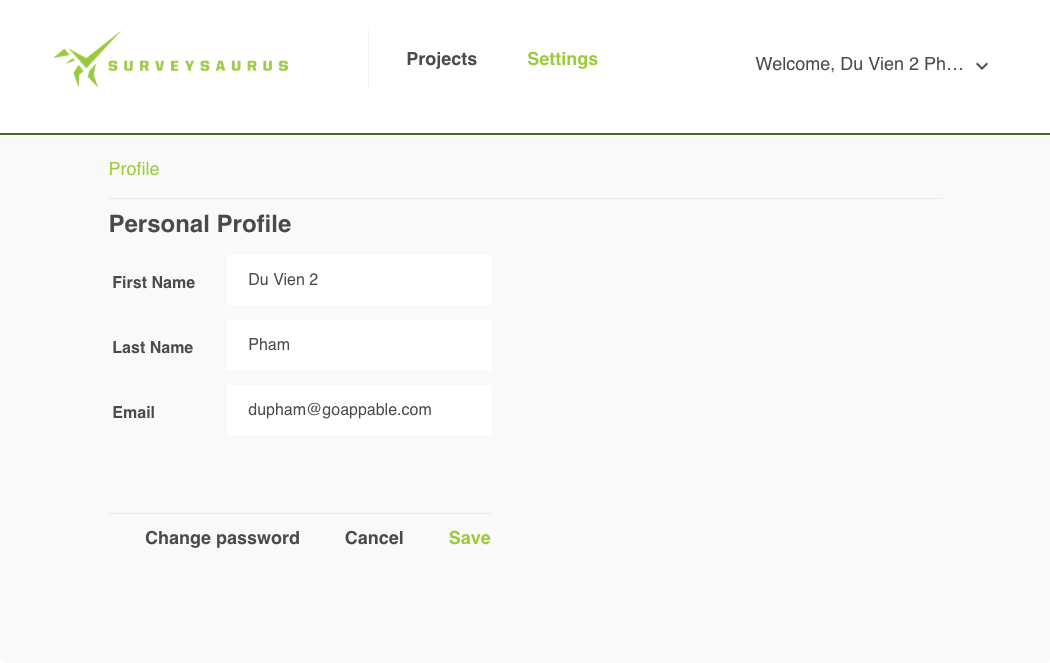 SURVEYSAURUS
Projects
Settings
Welcome, Du Vien 2 Ph...
Profile
Personal Profile
First Name
Du Vien 2
Last Name
Pham
Email
dupham@goappable.com
Change password
Cancel
Save